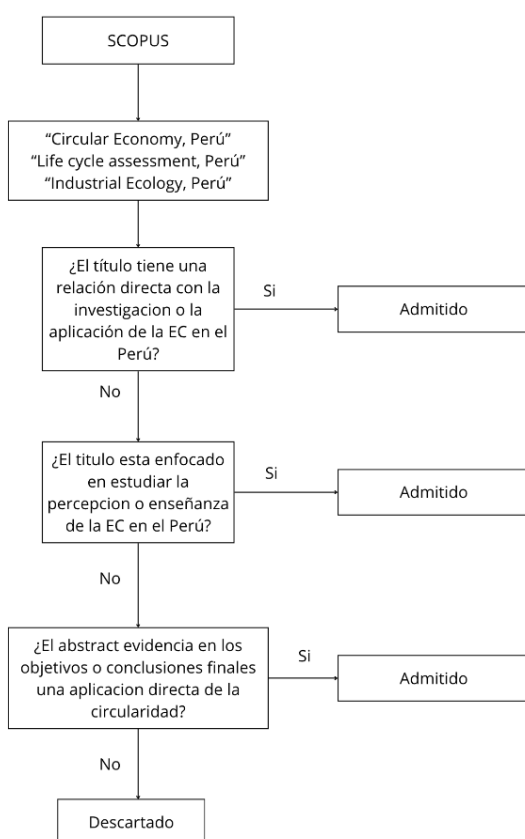 SCOPUS
“Circular Economy, Perú”
“Life cycle assessment, Perú”
“Industrial Ecology, Perú”
¿El título tiene una
relación directa con la
investigacion o la
aplicación de la EC en el
Perú?
Si
Admitido
No
¿El titulo esta enfocado
en estudiar la
percepcion o enseñanza
de la EC en el Perú?
Si
Admitido
No
¿El abstract evidencia en los
objetivos o conclusiones finales
una aplicacion directa de la
circularidad?
Si
Admitido
No
Descartado